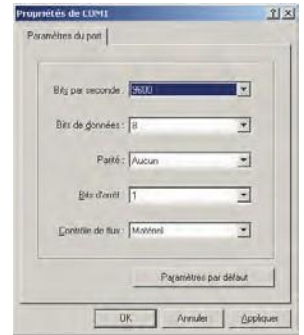 Propriétés de COM1
Paramètres du port
Bits par seconde : 9600
Bits de données : 8
Parité : Aucun
Bits d'arrêt : 1
Contrôle de flux : Matériel
Paramètres par défaut
OK Annuler Appliquer